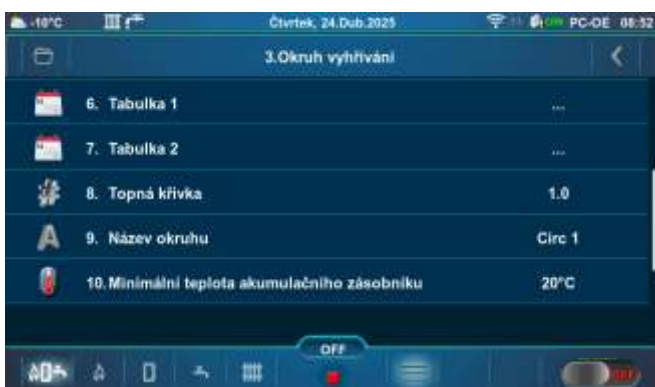 -10°C Čtvrtek, 24.Dub.2025 PC-OE 08:52
3.Okruh vyhřívání
6. Tabulka 1 ...
7. Tabulka 2 ...
8. Topná křivka 1.0
9. Název okruhu Circ 1
10. Minimální teplota akumulačního zásobníku 20°C
OFF
OFF